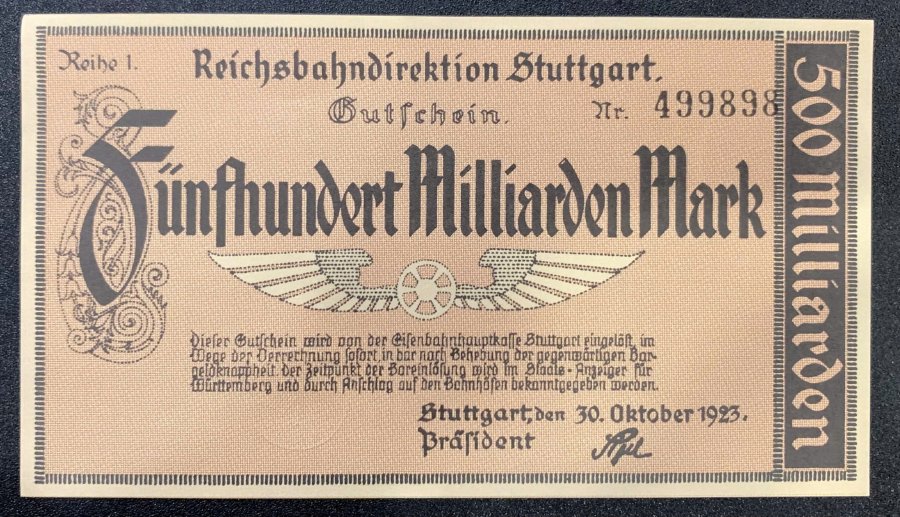 Reihe 1.
Reichsbahndirektion Stuttgart.
Gutschein. Nr. 499898
Fünfhundert Milliarden Mark
Dieser Gutschein wird von der Eisenbahnhauptkasse Stuttgart eingelöst, im
Wege der Verrechnung sofort in bar nach Behebung der gegenwärtigen Bar-
geldknappheit. Der Zeitpunkt der Bareinlösung wird im Staats-Anzeiger für
Württemberg und durch Anschlag auf den Bahnhöfen bekanntgegeben werden.
Stuttgart, den 30. Oktober 1923.
Präsident
500 Milliarden